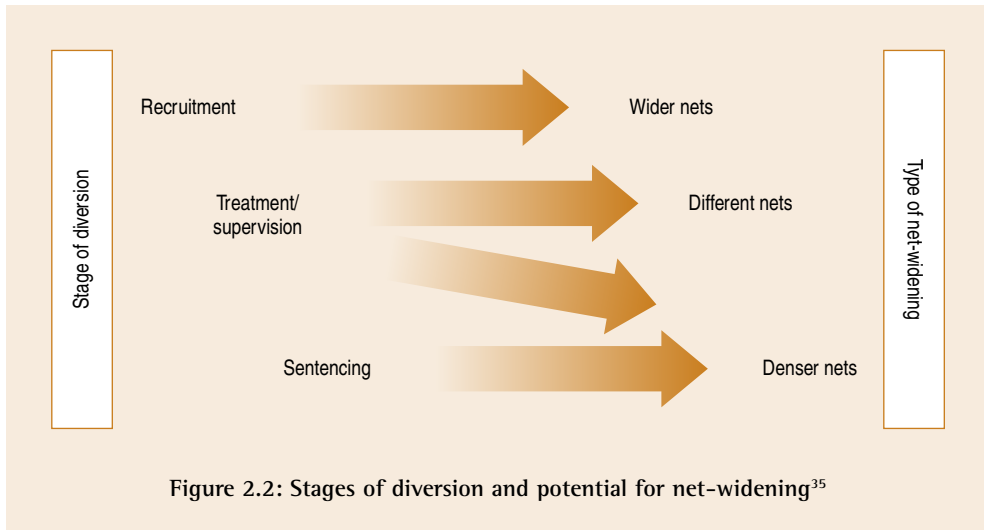 Stage of diversion
Recruitment
Wider nets
Treatment/
supervision
Different nets
Sentencing
Denser nets
Type of net-widening
Figure 2.2: Stages of diversion and potential for net-widening³⁵